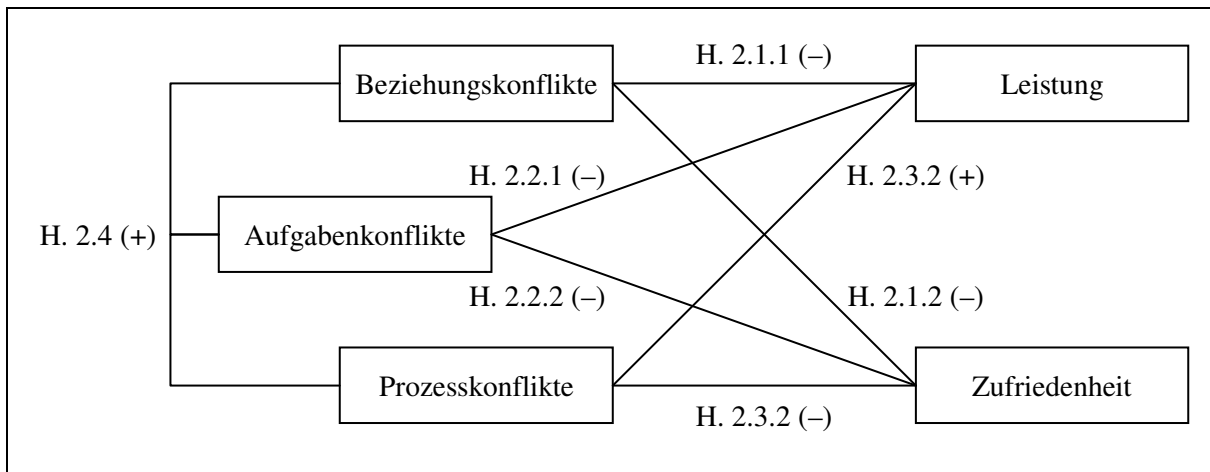 H. 2.1.1 (–)
Beziehungskonflikte
Leistung
H. 2.2.1 (–)
H. 2.3.2 (+)
H. 2.4 (+)
Aufgabenkonflikte
H. 2.2.2 (–)
H. 2.1.2 (–)
Prozesskonflikte
Zufriedenheit
H. 2.3.2 (–)